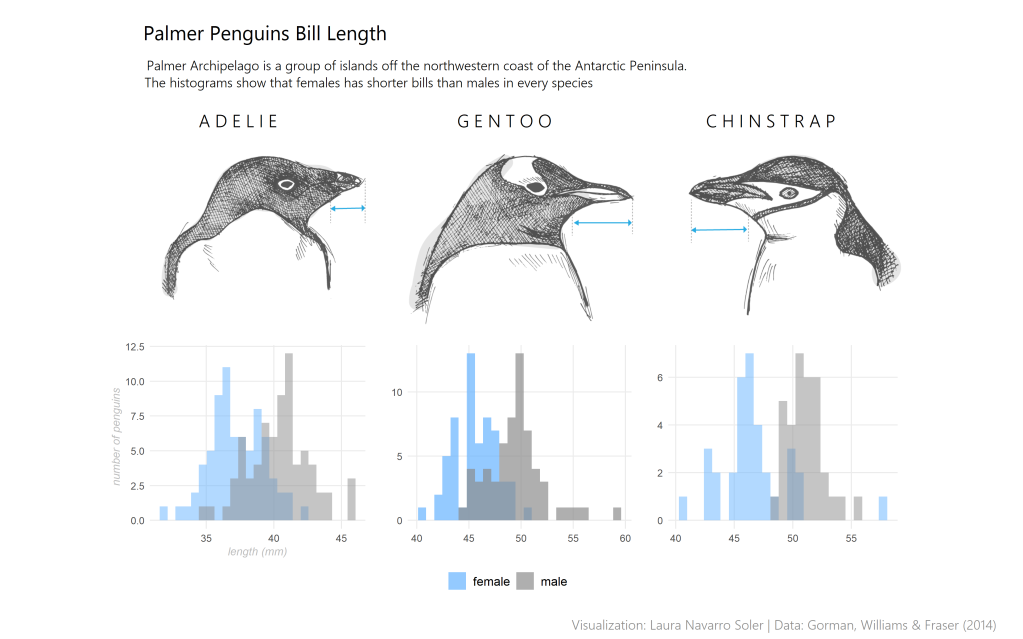 Palmer Penguins Bill Length
Palmer Archipelago is a group of islands off the northwestern coast of the Antarctic Peninsula.
The histograms show that females has shorter bills than males in every species
ADELIE
GENTOO
CHINSTRAP
number of penguins
12.5
10.0
7.5
5.0
2.5
0.0
35
40
45
length (mm)
10
5
0
40
45
50
55
60
6
4
2
0
40
45
50
55
female
male
Visualization: Laura Navarro Soler | Data: Gorman, Williams & Fraser (2014)